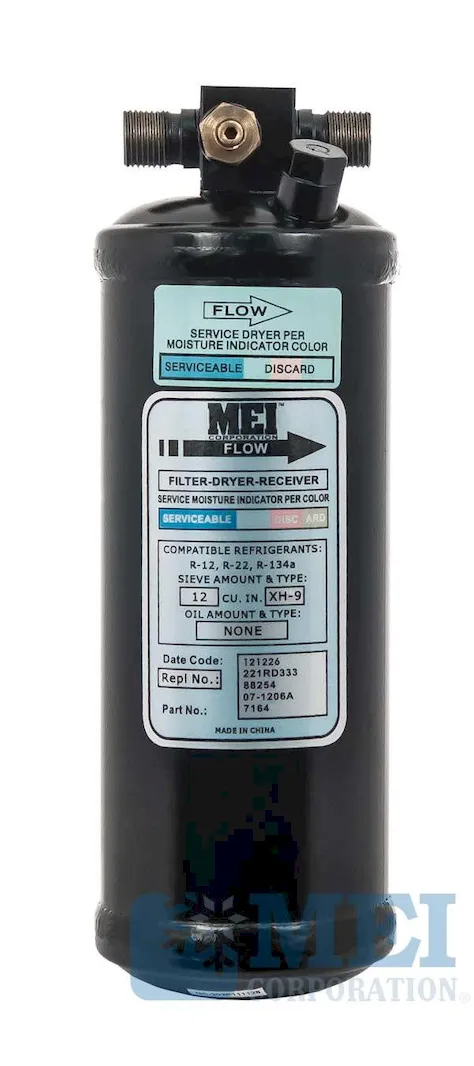 FLOW
SERVICE DRYER PER
MOISTURE INDICATOR COLOR
SERVICEABLE DISCARD
MEI™
CORPORATION
FLOW
FILTER-DRYER-RECEIVER
SERVICE MOISTURE INDICATOR PER COLOR
SERVICEABLE DISCARD
COMPATIBLE REFRIGERANTS:
R-12, R-22, R-134a
SIEVE AMOUNT & TYPE:
12 CU. IN. XH-9
OIL AMOUNT & TYPE:
NONE
Date Code: 121226
Repl No.: 221RD333
88254
07-1206A
Part No.: 7164
MADE IN CHINA
MEI
CORPORATION®